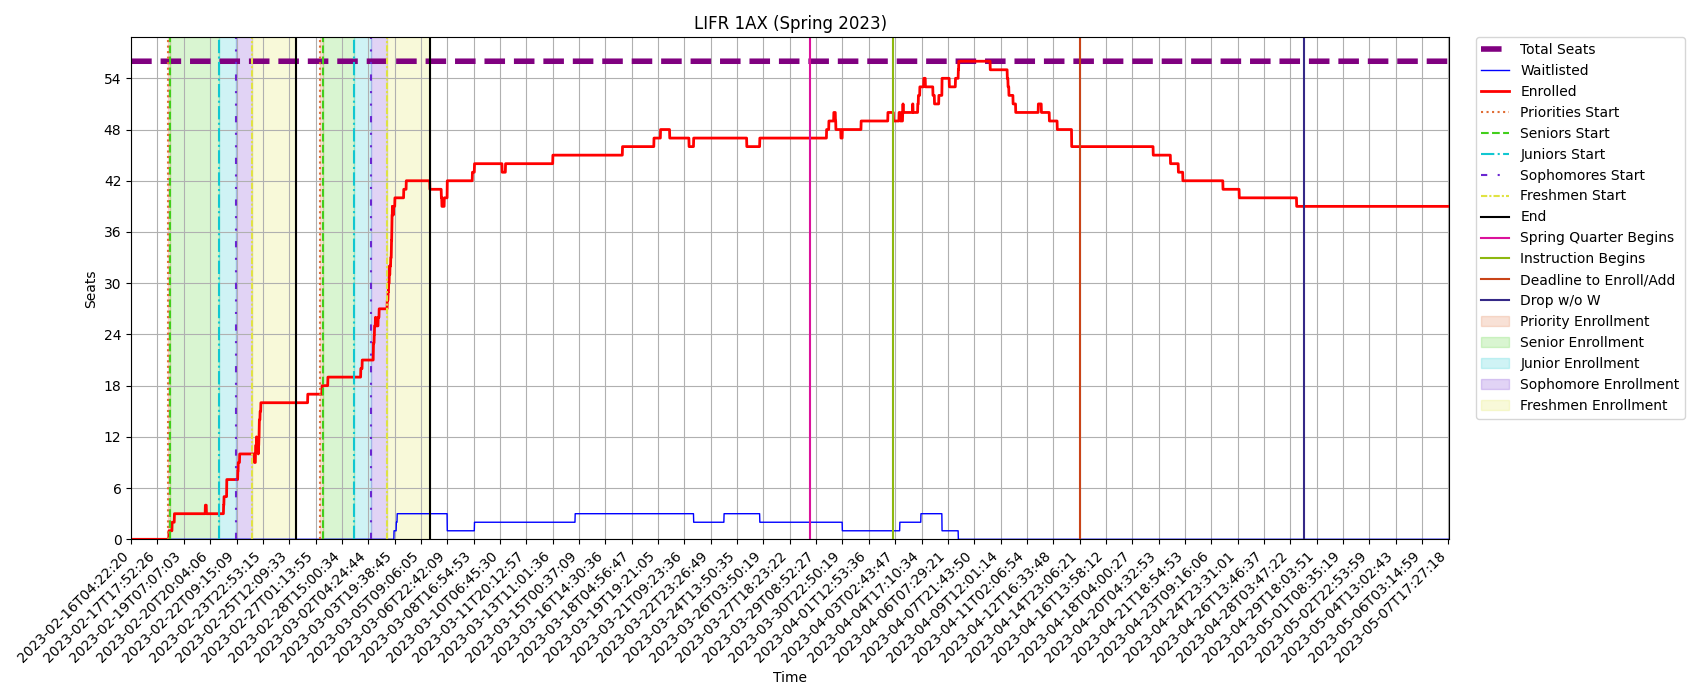 LIFR 1AX (Spring 2023)
Total Seats
Waitlisted
Enrolled
Priorities Start
Seniors Start
Juniors Start
Sophomores Start
Freshmen Start
End
Spring Quarter Begins
Instruction Begins
Deadline to Enroll/Add
Drop w/o W
Priority Enrollment
Senior Enrollment
Junior Enrollment
Sophomore Enrollment
Freshmen Enrollment
Seats
54
48
42
36
30
24
18
12
6
0
2023-02-16T04:22:20
2023-02-17T17:52:26
2023-02-19T07:07:03
2023-02-20T20:04:06
2023-02-22T09:15:09
2023-02-23T22:53:15
2023-02-25T12:09:33
2023-02-27T01:13:55
2023-02-28T15:00:34
2023-03-02T04:24:44
2023-03-03T19:38:45
2023-03-05T09:06:05
2023-03-06T22:42:09
2023-03-08T16:54:53
2023-03-10T06:45:30
2023-03-11T20:12:57
2023-03-13T11:01:36
2023-03-15T00:37:09
2023-03-16T14:30:36
2023-03-18T04:56:47
2023-03-19T19:21:05
2023-03-21T09:23:36
2023-03-22T23:26:49
2023-03-24T13:50:35
2023-03-26T03:50:19
2023-03-27T18:23:22
2023-03-29T08:52:27
2023-03-30T22:50:19
2023-04-01T12:53:36
2023-04-03T02:43:47
2023-04-04T17:10:34
2023-04-06T07:29:21
2023-04-07T21:43:50
2023-04-09T12:01:14
2023-04-11T02:06:54
2023-04-12T16:33:48
2023-04-14T23:06:21
2023-04-16T13:58:12
2023-04-18T04:00:27
2023-04-20T04:32:53
2023-04-21T18:54:53
2023-04-23T09:16:06
2023-04-24T23:31:01
2023-04-26T13:46:37
2023-04-28T03:47:22
2023-04-29T18:03:51
2023-05-01T08:35:19
2023-05-02T22:53:59
2023-05-04T13:02:43
2023-05-06T03:14:59
2023-05-07T17:27:18
Time